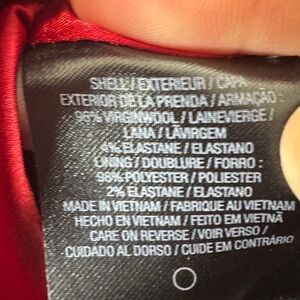 SHELL / EXTERIEUR / CAPA
EXTERIOR DE LA PRENDA / ARMAÇÃO :
96% VIRGINWOOL / LAINEVIERGE /
LANA / LÃVIRGEM
4% ELASTANE / ELASTANO
LINING / DOUBLURE / FORRO :
98% POLYESTER / POLIESTER
2% ELASTANE / ELASTANO
MADE IN VIETNAM / FABRIQUE AU VIETNAM
HECHO EN VIETNAM / FEITO EM VIETNÃ
CARE ON REVERSE / VOIR VERSO /
CUIDADO AL DORSO / CUIDE EM CONTRÁRIO